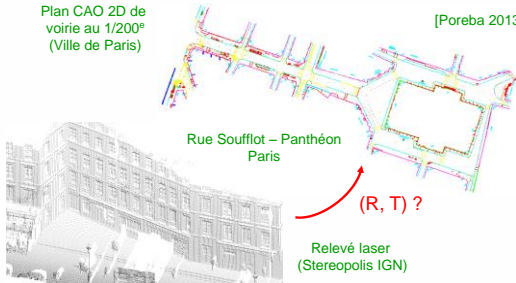 Plan CAO 2D de
voirie au 1/200e
(Ville de Paris)
[Poreba 2013
Rue Soufflot – Panthéon
Paris
(R, T) ?
Relevé laser
(Stereopolis IGN)